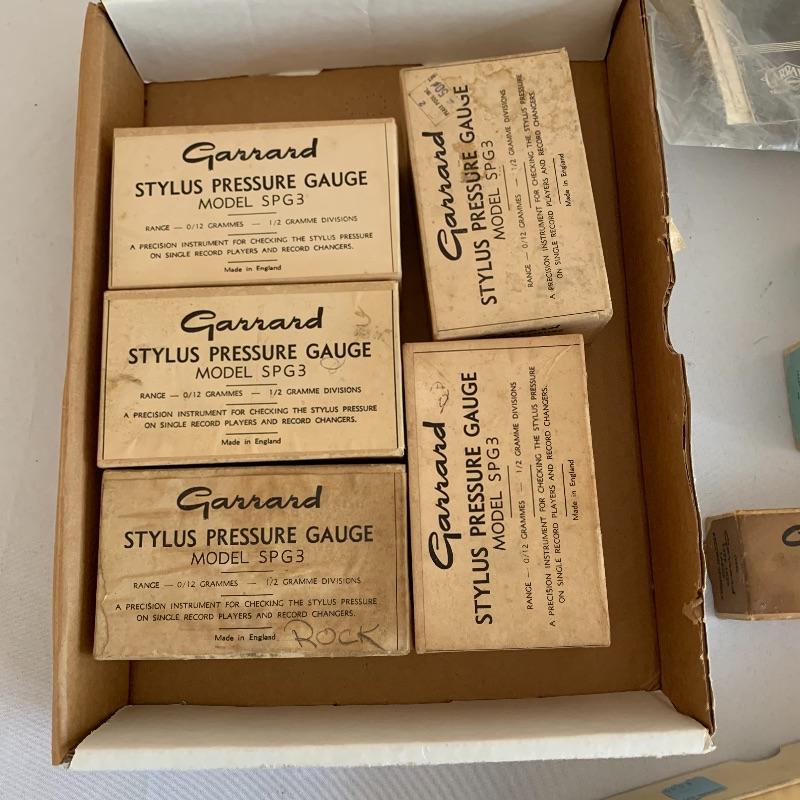 Garrard
STYLUS PRESSURE GAUGE
MODEL SPG3
RANGE — 0/12 GRAMMES — 1/2 GRAMME DIVISIONS
A PRECISION INSTRUMENT FOR CHECKING THE STYLUS PRESSURE
ON SINGLE RECORD PLAYERS AND RECORD CHANGERS.
Made in England
Garrard
STYLUS PRESSURE GAUGE
MODEL SPG3
RANGE — 0/12 GRAMMES — 1/2 GRAMME DIVISIONS
A PRECISION INSTRUMENT FOR CHECKING THE STYLUS PRESSURE
ON SINGLE RECORD PLAYERS AND RECORD CHANGERS.
Made in England
Garrard
STYLUS PRESSURE GAUGE
MODEL SPG3
RANGE — 0/12 GRAMMES — 1/2 GRAMME DIVISIONS
A PRECISION INSTRUMENT FOR CHECKING THE STYLUS PRESSURE
ON SINGLE RECORD PLAYERS AND RECORD CHANGERS.
Made in England
ROCK
Garrard
STYLUS PRESSURE GAUGE
MODEL SPG3
RANGE — 0/12 GRAMMES — 1/2 GRAMME DIVISIONS
A PRECISION INSTRUMENT FOR CHECKING THE STYLUS PRESSURE
ON SINGLE RECORD PLAYERS AND RECORD CHANGERS.
Made in England
Garrard
STYLUS PRESSURE GAUGE
MODEL SPG3
RANGE — 0/12 GRAMMES — 1/2 GRAMME DIVISIONS
A PRECISION INSTRUMENT FOR CHECKING THE STYLUS PRESSURE
ON SINGLE RECORD PLAYERS AND RECORD CHANGERS.
Made in England